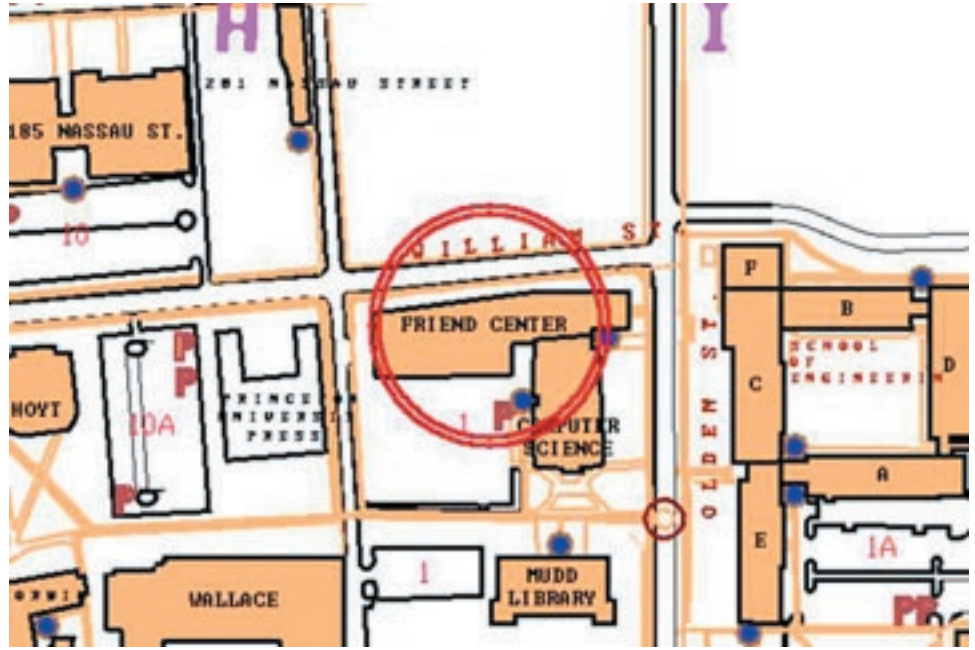 H
I
201 NASSAU STREET
185 NASSAU ST.
10
WILLIAM ST.
F
B
FRIEND CENTER
P
P
SCHOOL
OF
C
D
HOYT
10A
PRINCETON
UNIVERSITY
PRESS
1
P
COMPUTER
SCIENCE
OLDEN ST.
A
P
E
1A
1
MUDD
LIBRARY
WALLACE
PP